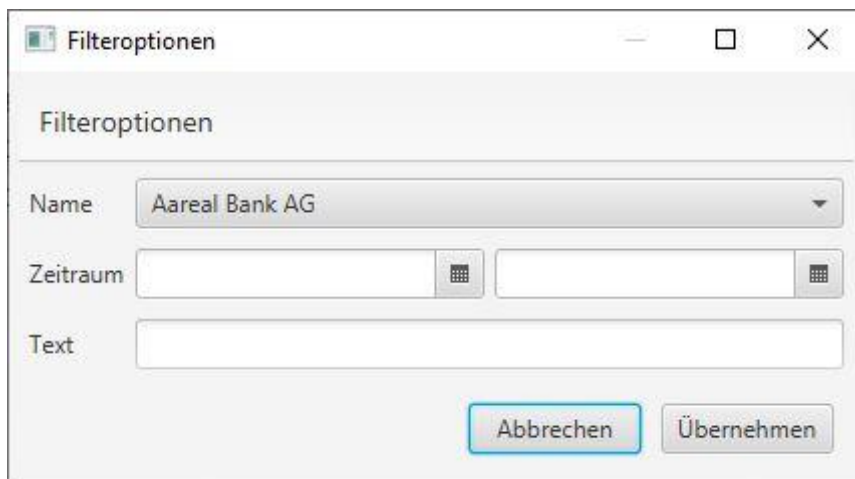 Filteroptionen
Filteroptionen
Name Aareal Bank AG
Zeitraum
Text
Abbrechen Übernehmen